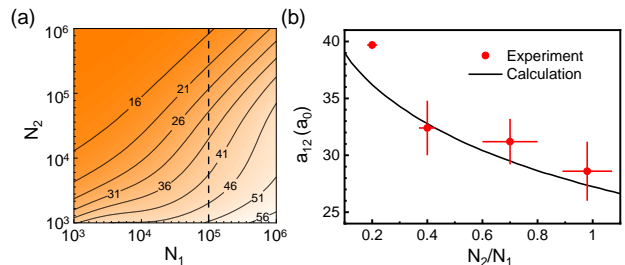 (a)
10⁶
10⁵
10⁴
10³
N₂
16
21
26
31
36
41
46
51
56
10³ 10⁴ 10⁵ 10⁶
N₁
(b)
40
35
30
25
a₁₂ (a₀)
Experiment
Calculation
0.2 0.4 0.6 0.8 1
N₂/N₁